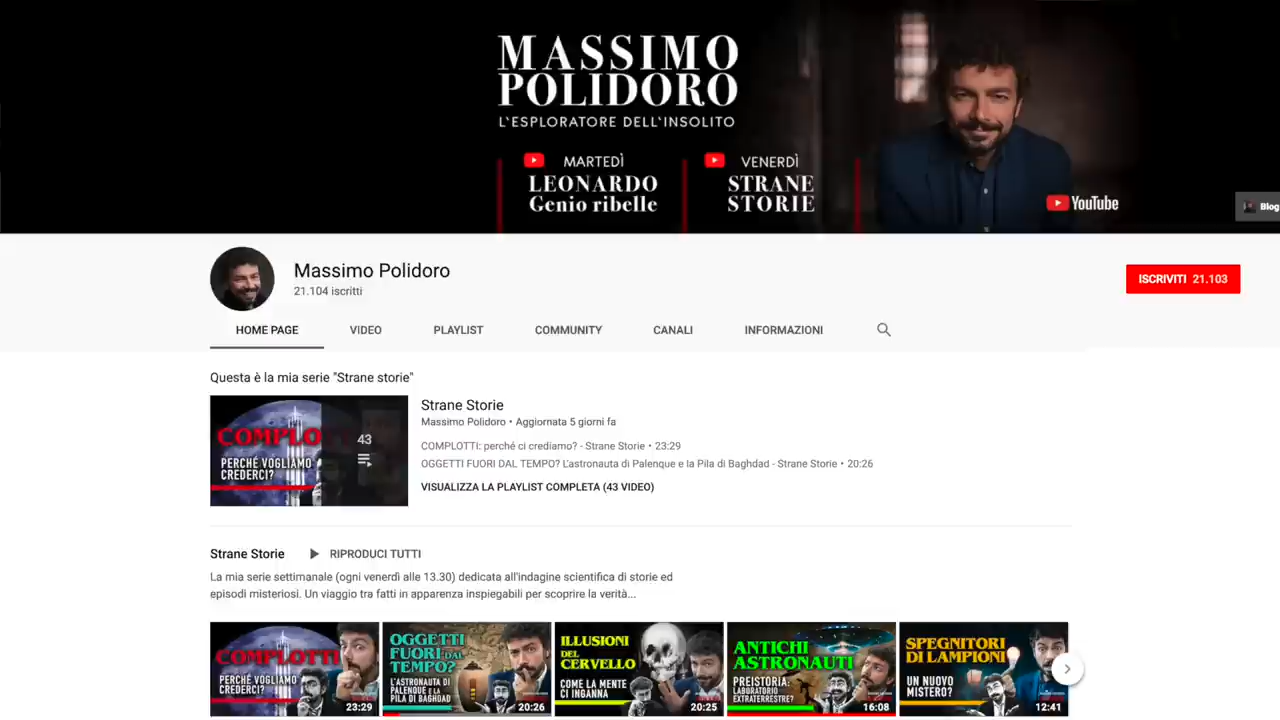 MASSIMO
POLIDORO
L'ESPLORATORE DELL'INSOLITO
MARTEDÌ
LEONARDO
Genio ribelle
VENERDÌ
STRANE
STORIE
YouTube
Blog
Massimo Polidoro
21.104 iscritti
ISCRIVITI 21.103
HOME PAGE VIDEO PLAYLIST COMMUNITY CANALI INFORMAZIONI
Questa è la mia serie "Strane storie"
COMPLO
PERCHÉ VOGLIAMO
CREDERCI?
43
Strane Storie
Massimo Polidoro • Aggiornata 5 giorni fa
COMPLOTTI: perché ci crediamo? - Strane Storie • 23:29
OGGETTI FUORI DAL TEMPO? L'astronauta di Palenque e la Pila di Baghdad - Strane Storie • 20:26
VISUALIZZA LA PLAYLIST COMPLETA (43 VIDEO)
Strane Storie RIPRODUCI TUTTI
La mia serie settimanale (ogni venerdì alle 13.30) dedicata all'indagine scientifica di storie ed
episodi misteriosi. Un viaggio tra fatti in apparenza inspiegabili per scoprire la verità...
COMPLOTTI
PERCHÉ VOGLIAMO
CREDERCI?
23:29
OGGETTI
FUORI DAL
TEMPO?
L'ASTRONAUTA DI
PALENQUE E LA
PILA DI BAGHDAD
20:26
ILLUSIONI
DEL
CERVELLO
COME LA MENTE
CI INGANNA
20:25
ANTICHI
ASTRONAUTI
PREISTORIA:
LABORATORIO
EXTRATERRESTRE?
16:08
SPEGNITORI
DI LAMPIONI
UN NUOVO
MISTERO?
12:41